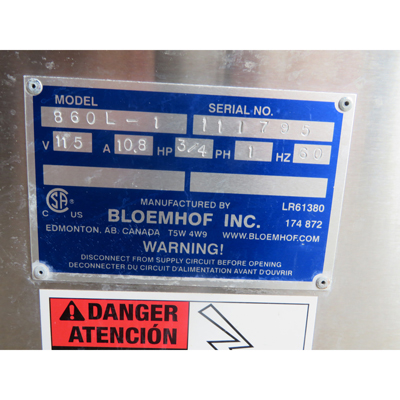 MODEL SERIAL NO.
860L-1 111795
V 115 A 10.8 HP 3/4 PH 1 HZ 60
MANUFACTURED BY LR61380
C US BLOEMHOF INC. 174 872
EDMONTON, AB. CANADA T5W 4W9 WWW.BLOEMHOF.COM
WARNING!
DISCONNECT FROM SUPPLY CIRCUIT BEFORE OPENING
DECONNECTER DU CIRCUIT D'ALIMENTATION AVANT D'OUVRIR
DANGER
ATENCIÓN